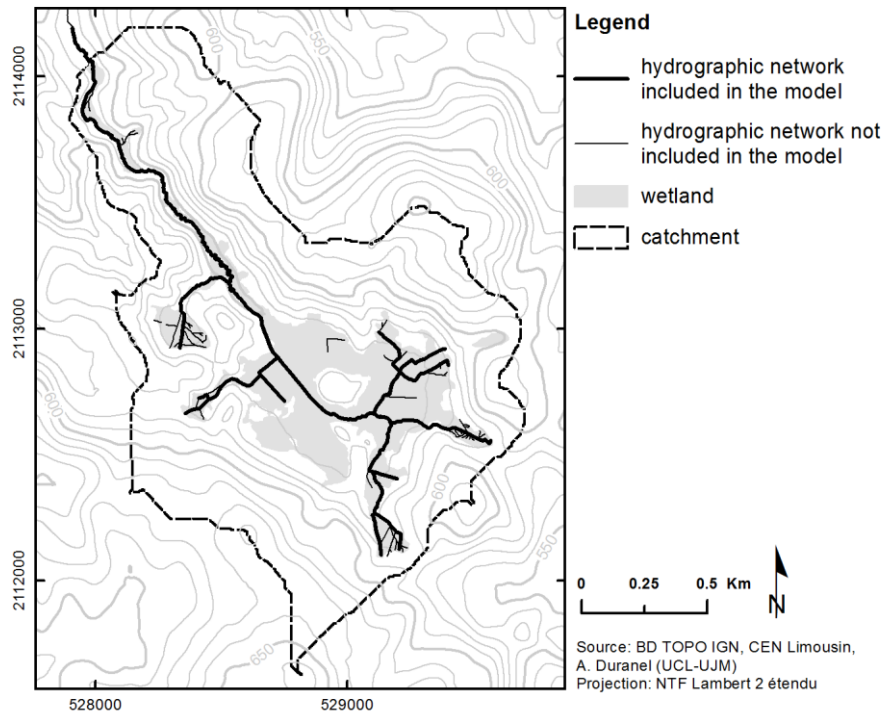 Legend
hydrographic network
included in the model
hydrographic network not
included in the model
wetland
catchment
0 0.25 0.5 Km
N
Source: BD TOPO IGN, CEN Limousin,
A. Duranel (UCL-UJM)
Projection: NTF Lambert 2 étendu
2114000
2113000
2112000
528000 529000
550
600
600
600
600
550
650